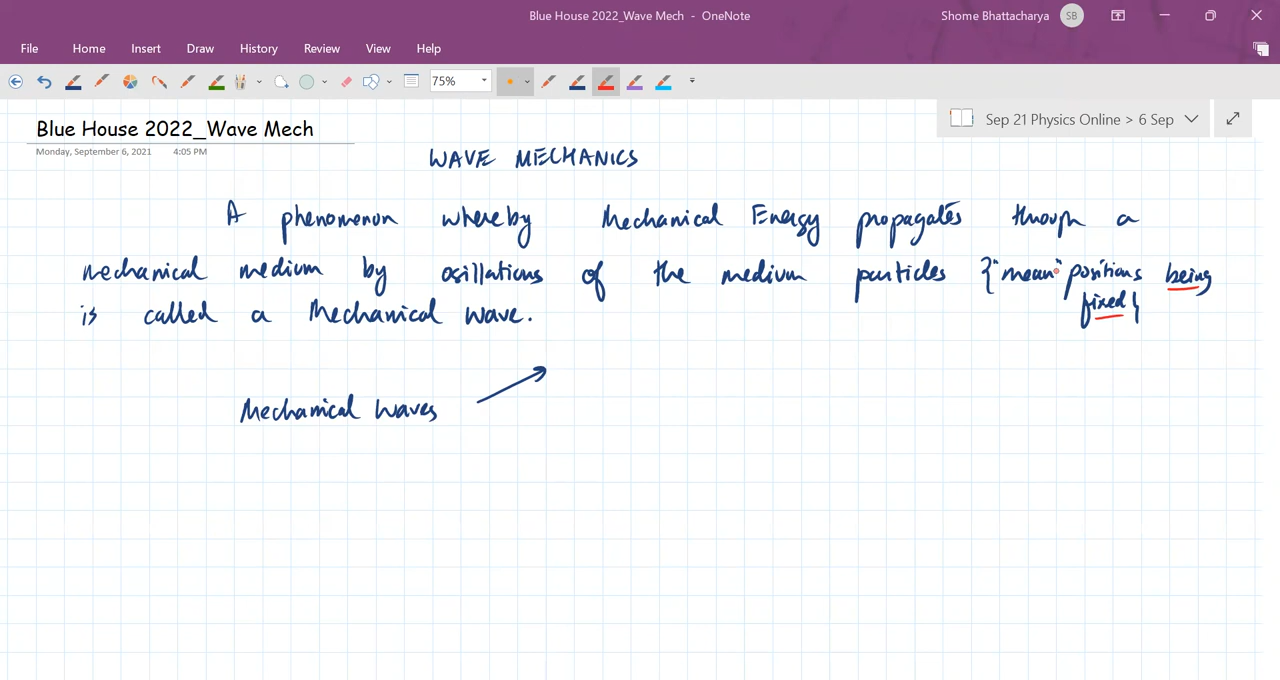 Blue House 2022_Wave Mech - OneNote
Shome Bhattacharya SB
File Home Insert Draw History Review View Help
75%
Blue House 2022_Wave Mech
Sep 21 Physics Online > 6 Sep
Monday, September 6, 2021 4:05 PM
WAVE MECHANICS
A phenomenon whereby Mechanical Energy propagates through a
mechanical medium by osillations of the medium particles {"mean" positions being
fixed}
is called a Mechanical Wave.
Mechanical Waves